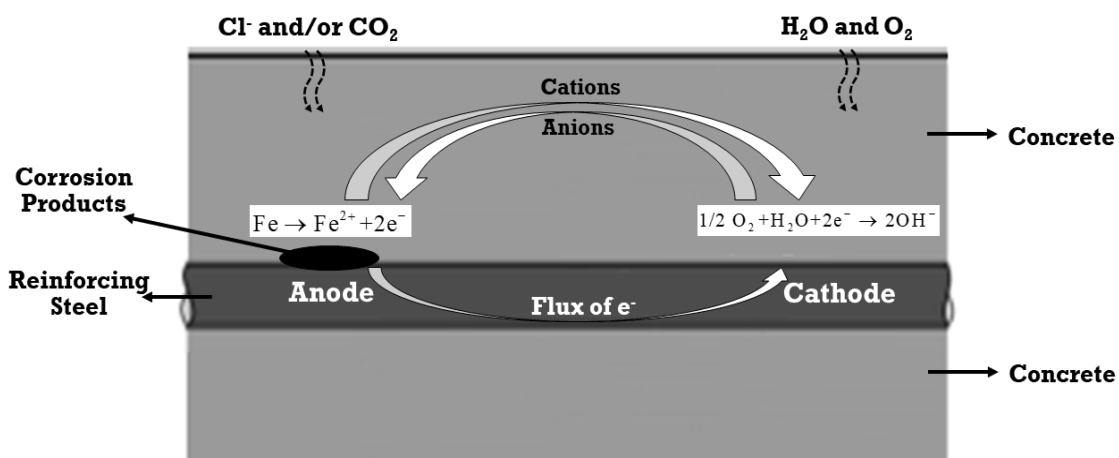 Cl⁻ and/or CO₂
H₂O and O₂
Cations
Anions
Concrete
Corrosion
Products
Fe → Fe²⁺ +2e⁻
1/2 O₂ +H₂O+2e⁻ → 2OH⁻
Reinforcing
Steel
Anode
Flux of e⁻
Cathode
Concrete